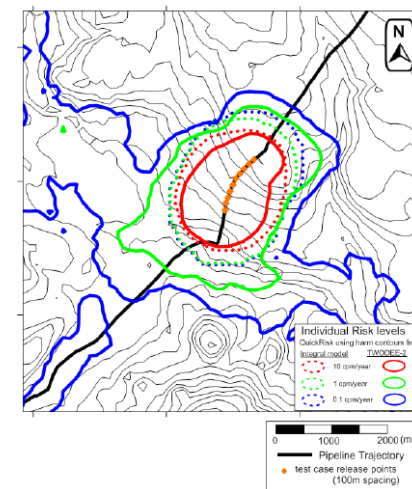 N
Individual Risk levels
QuickRisk using harm contours fr
Integral model TWODEE-2
10 cpm/year
1 cpm/year
0.1 cpm/year
0 1000 2000 (m
Pipeline Trajectory
test case release points
(100m spacing)